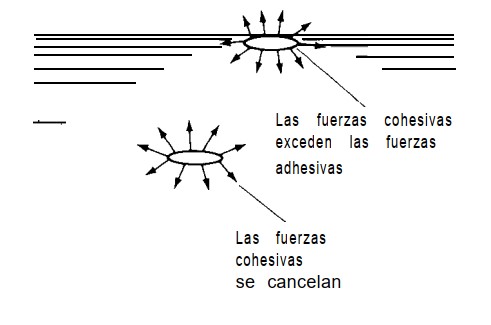 Las fuerzas cohesivas
exceden las fuerzas
adhesivas
Las fuerzas
cohesivas
se cancelan